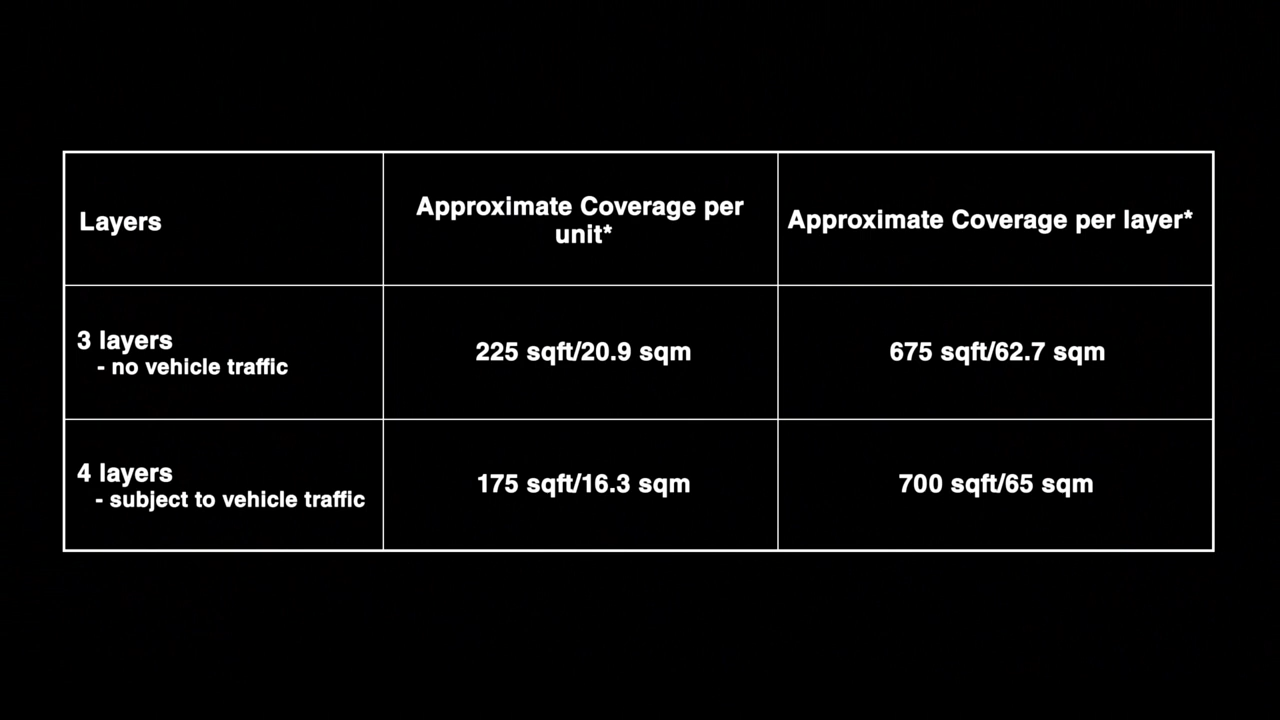 Layers
Approximate Coverage per
unit*
Approximate Coverage per layer*
3 layers
- no vehicle traffic
225 sqft/20.9 sqm
675 sqft/62.7 sqm
4 layers
- subject to vehicle traffic
175 sqft/16.3 sqm
700 sqft/65 sqm